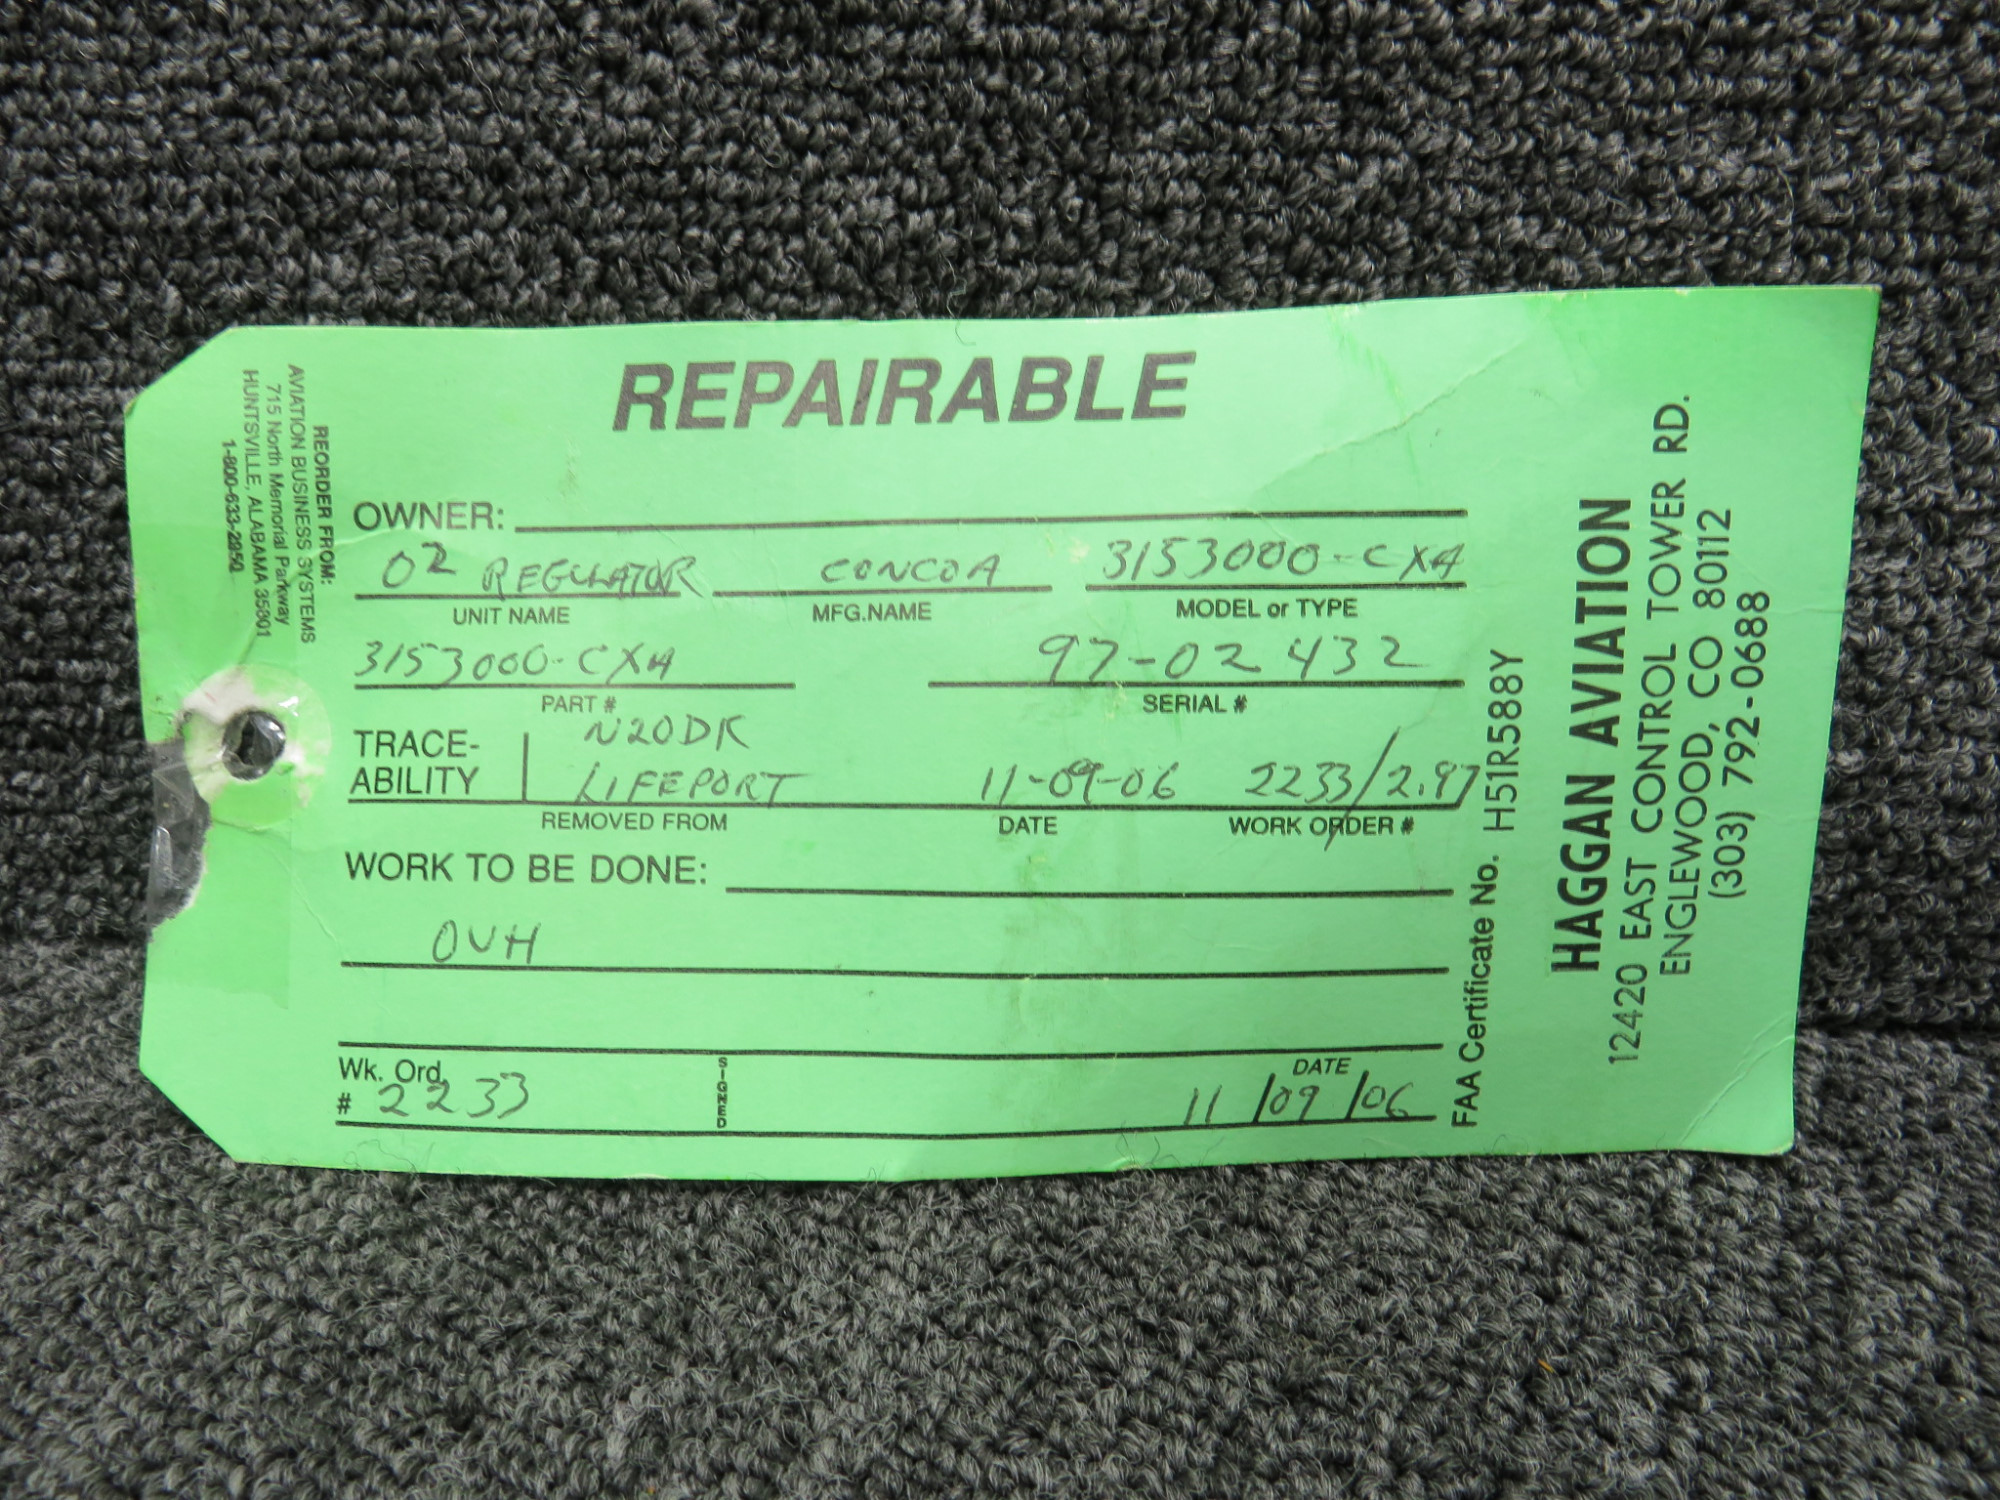 REPAIRABLE
REORDER FROM:
AVIATION BUSINESS SYSTEMS
715 North Memorial Parkway
HUNTSVILLE, ALABAMA 35801
1-800-633-2950
OWNER:
O2 REGULATOR CONCOA 3153000-CXA
UNIT NAME MFG.NAME MODEL or TYPE
3153000-CXA 97-02432
PART # SERIAL #
N20DK
TRACE-
ABILITY LIFEPORT 11-09-06 2233/2.97
REMOVED FROM DATE WORK ORDER #
WORK TO BE DONE:
OVH
Wk. Ord. SIGNED DATE
# 2233 11/09/06
FAA Certificate No. H51R588Y
HAGGAN AVIATION
12420 EAST CONTROL TOWER RD.
ENGLEWOOD, CO 80112
(303) 792-0688